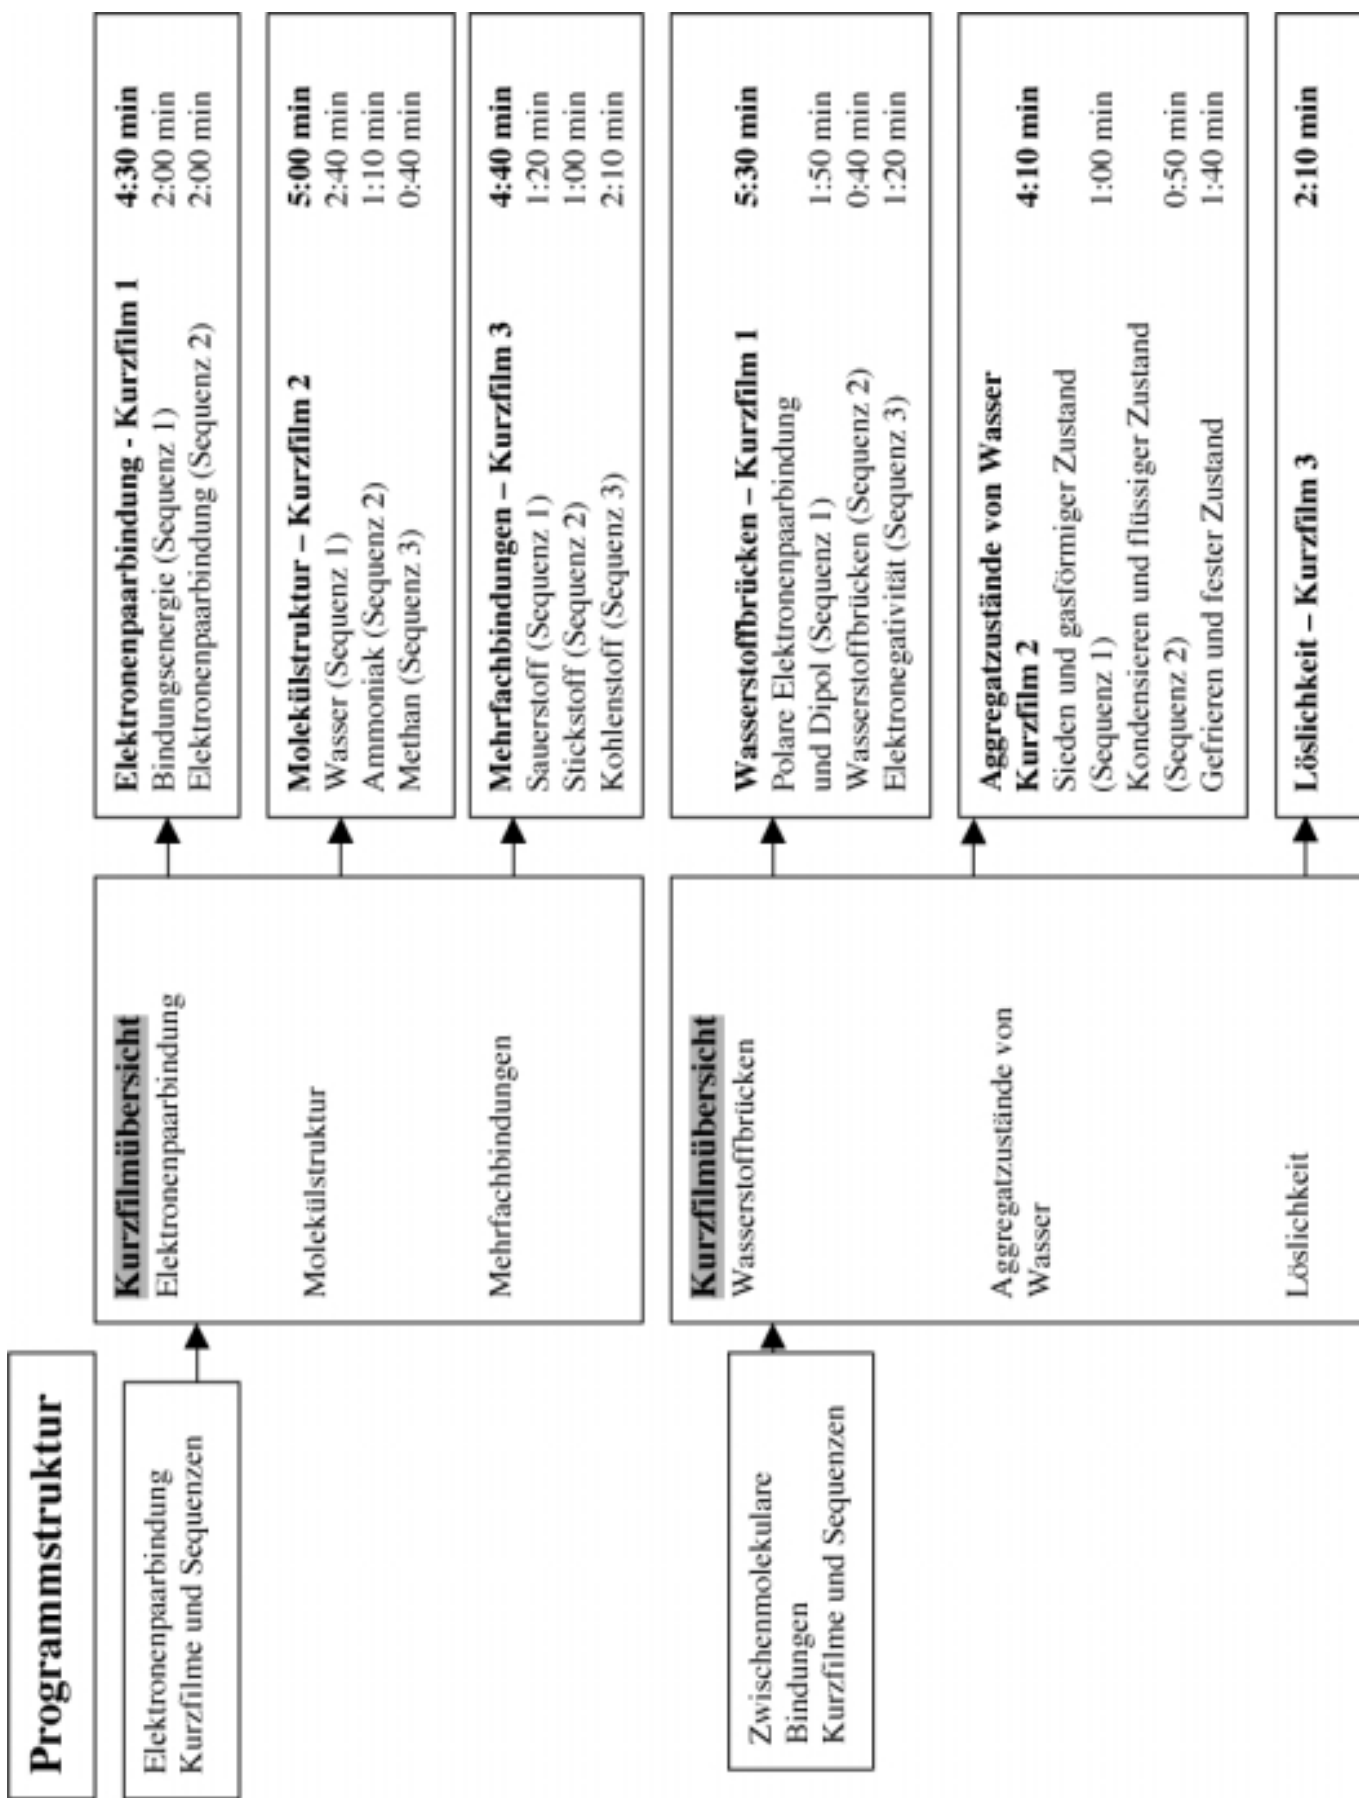 Programmstruktur
Elektronenpaarbindung
Kurzfilme und Sequenzen
Kurzfilmübersicht
Elektronenpaarbindung
Molekülstruktur
Mehrfachbindungen
Elektronenpaarbindung - Kurzfilm 1 4:30 min
Bindungsenergie (Sequenz 1) 2:00 min
Elektronenpaarbindung (Sequenz 2) 2:00 min
Molekülstruktur – Kurzfilm 2 5:00 min
Wasser (Sequenz 1) 2:40 min
Ammoniak (Sequenz 2) 1:10 min
Methan (Sequenz 3) 0:40 min
Mehrfachbindungen – Kurzfilm 3 4:40 min
Sauerstoff (Sequenz 1) 1:20 min
Stickstoff (Sequenz 2) 1:00 min
Kohlenstoff (Sequenz 3) 2:10 min
Zwischenmolekulare
Bindungen
Kurzfilme und Sequenzen
Kurzfilmübersicht
Wasserstoffbrücken
Aggregatzustände von
Wasser
Löslichkeit
Wasserstoffbrücken – Kurzfilm 1 5:30 min
Polare Elektronenpaarbindung
und Dipol (Sequenz 1) 1:50 min
Wasserstoffbrücken (Sequenz 2) 0:40 min
Elektronegativität (Sequenz 3) 1:20 min
Aggregatzustände von Wasser
Kurzfilm 2 4:10 min
Sieden und gasförmiger Zustand
(Sequenz 1) 1:00 min
Kondensieren und flüssiger Zustand
(Sequenz 2) 0:50 min
Gefrieren und fester Zustand 1:40 min
Löslichkeit – Kurzfilm 3 2:10 min